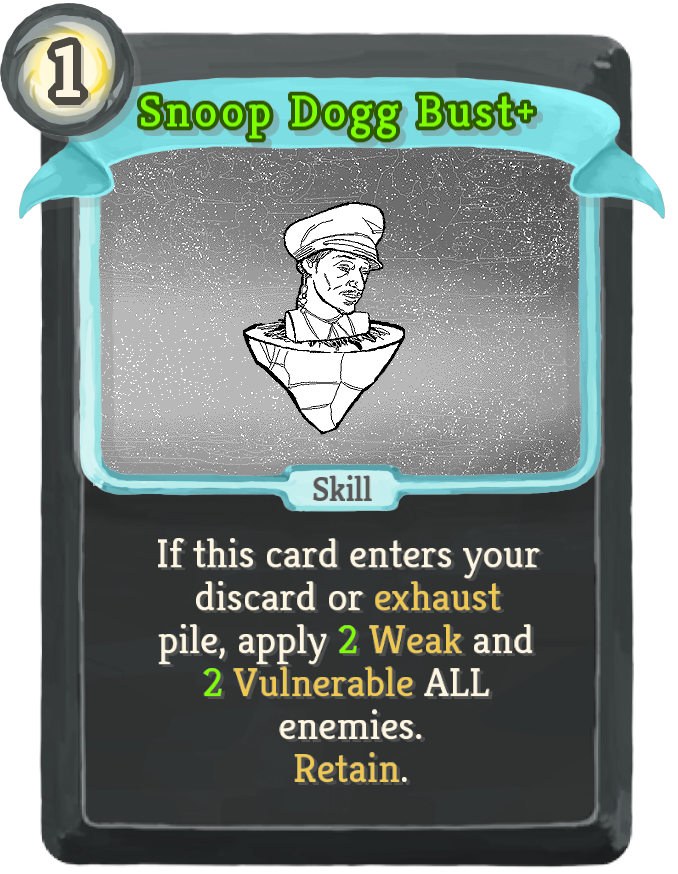 1
Snoop Dogg Bust+
Skill
If this card enters your
discard or exhaust
pile, apply 2 Weak and
2 Vulnerable ALL
enemies.
Retain.